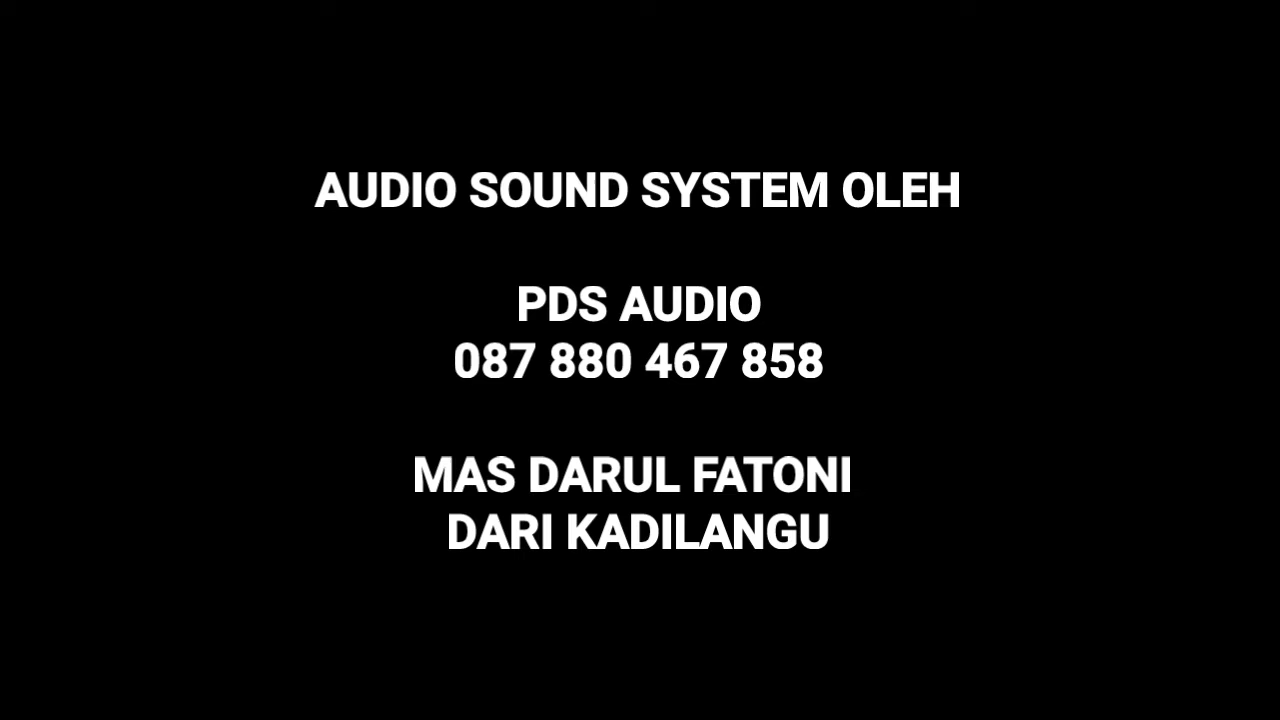 AUDIO SOUND SYSTEM OLEH
PDS AUDIO
087 880 467 858
MAS DARUL FATONI
DARI KADILANGU